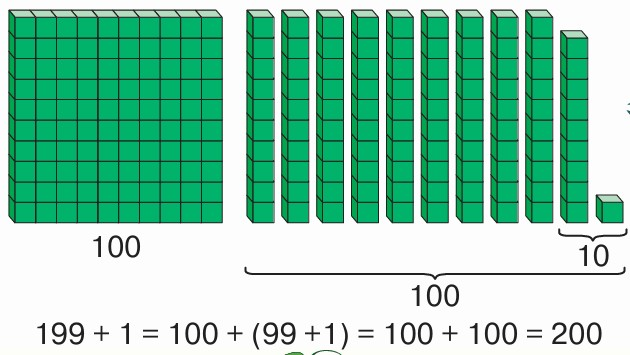 100
10
100
199 + 1 = 100 + (99 +1) = 100 + 100 = 200